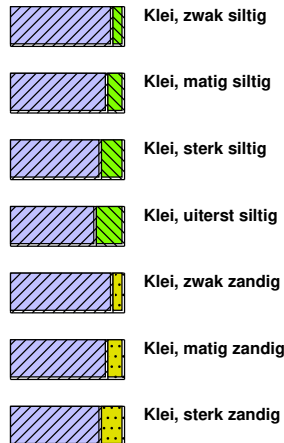 Klei, zwak siltig
Klei, matig siltig
Klei, sterk siltig
Klei, uiterst siltig
Klei, zwak zandig
Klei, matig zandig
Klei, sterk zandig